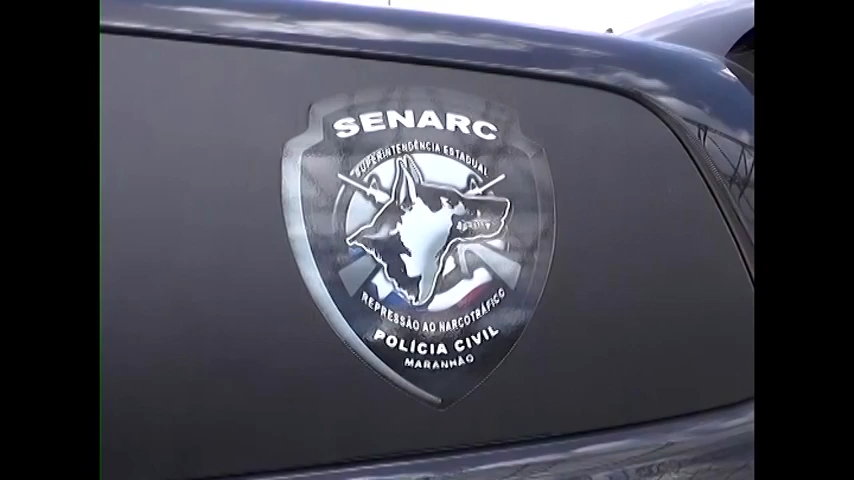 SENARC
SUPERINTENDÊNCIA ESTADUAL
REPRESSÃO AO NARCOTRÁFICO
POLÍCIA CIVIL
MARANHÃO